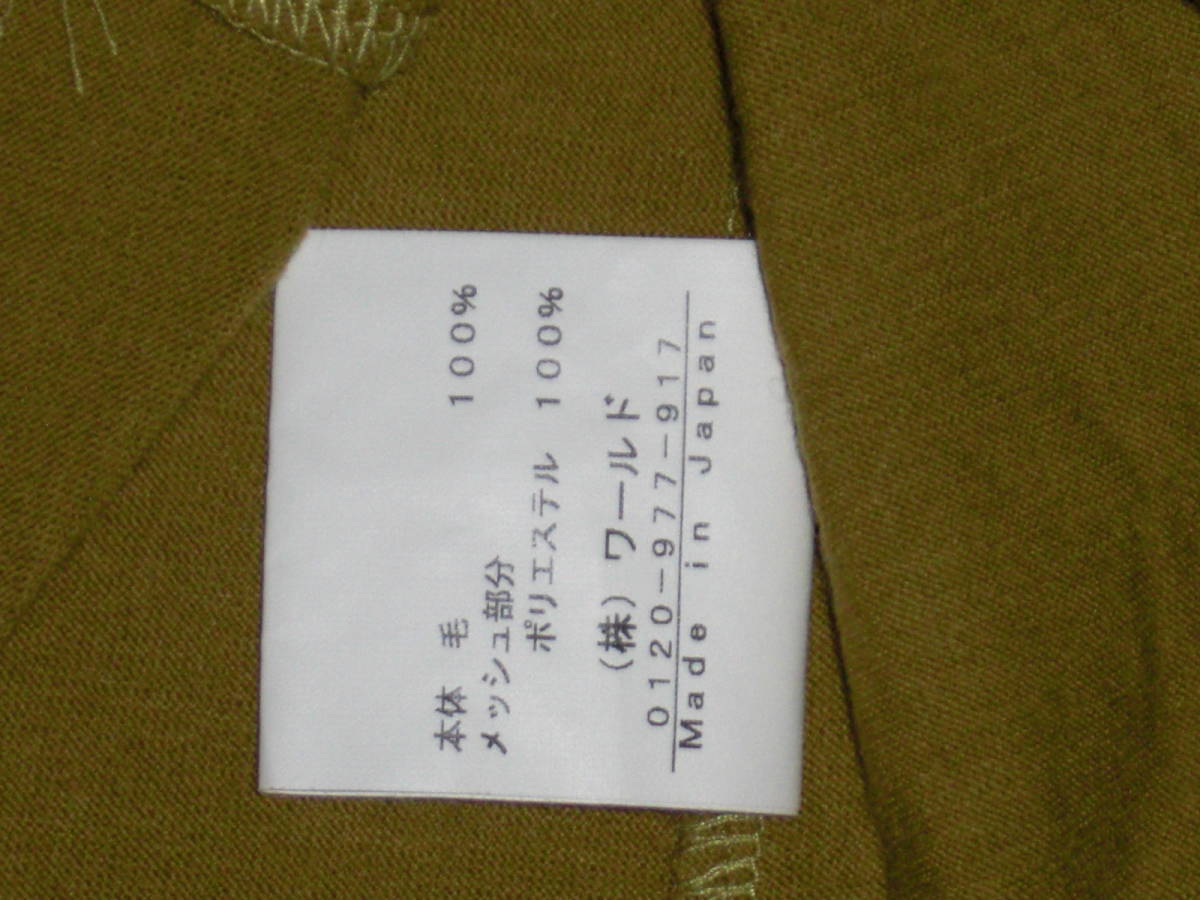 本体　毛　100%
メッシュ部分
ポリエステル　100%
(株)ワールド
0120-977-917
Made in Japan